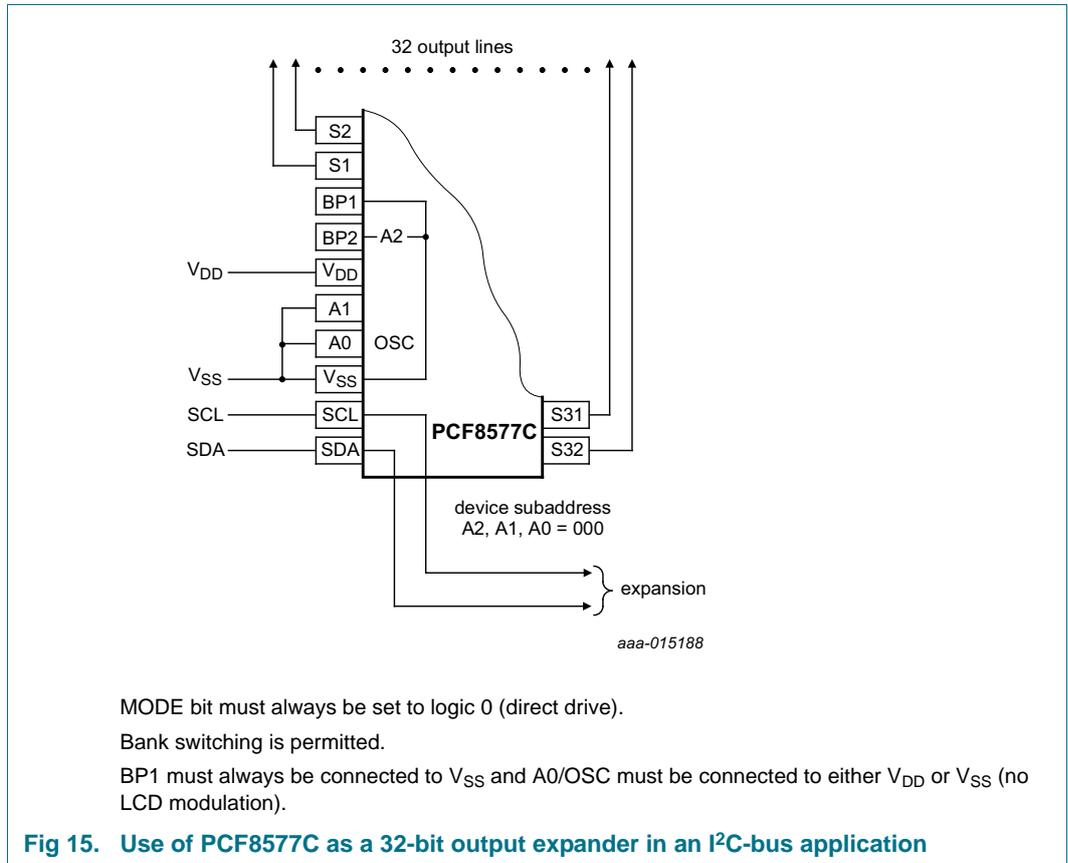 32 output lines
S2
S1
BP1
BP2
A2
VDD
VDD
A1
A0
OSC
VSS
VSS
SCL
SCL
SDA
SDA
PCF8577C
S31
S32
device subaddress
A2, A1, A0 = 000
expansion
aaa-015188
MODE bit must always be set to logic 0 (direct drive).
Bank switching is permitted.
BP1 must always be connected to VSS and A0/OSC must be connected to either VDD or VSS (no
LCD modulation).
Fig 15. Use of PCF8577C as a 32-bit output expander in an I²C-bus application